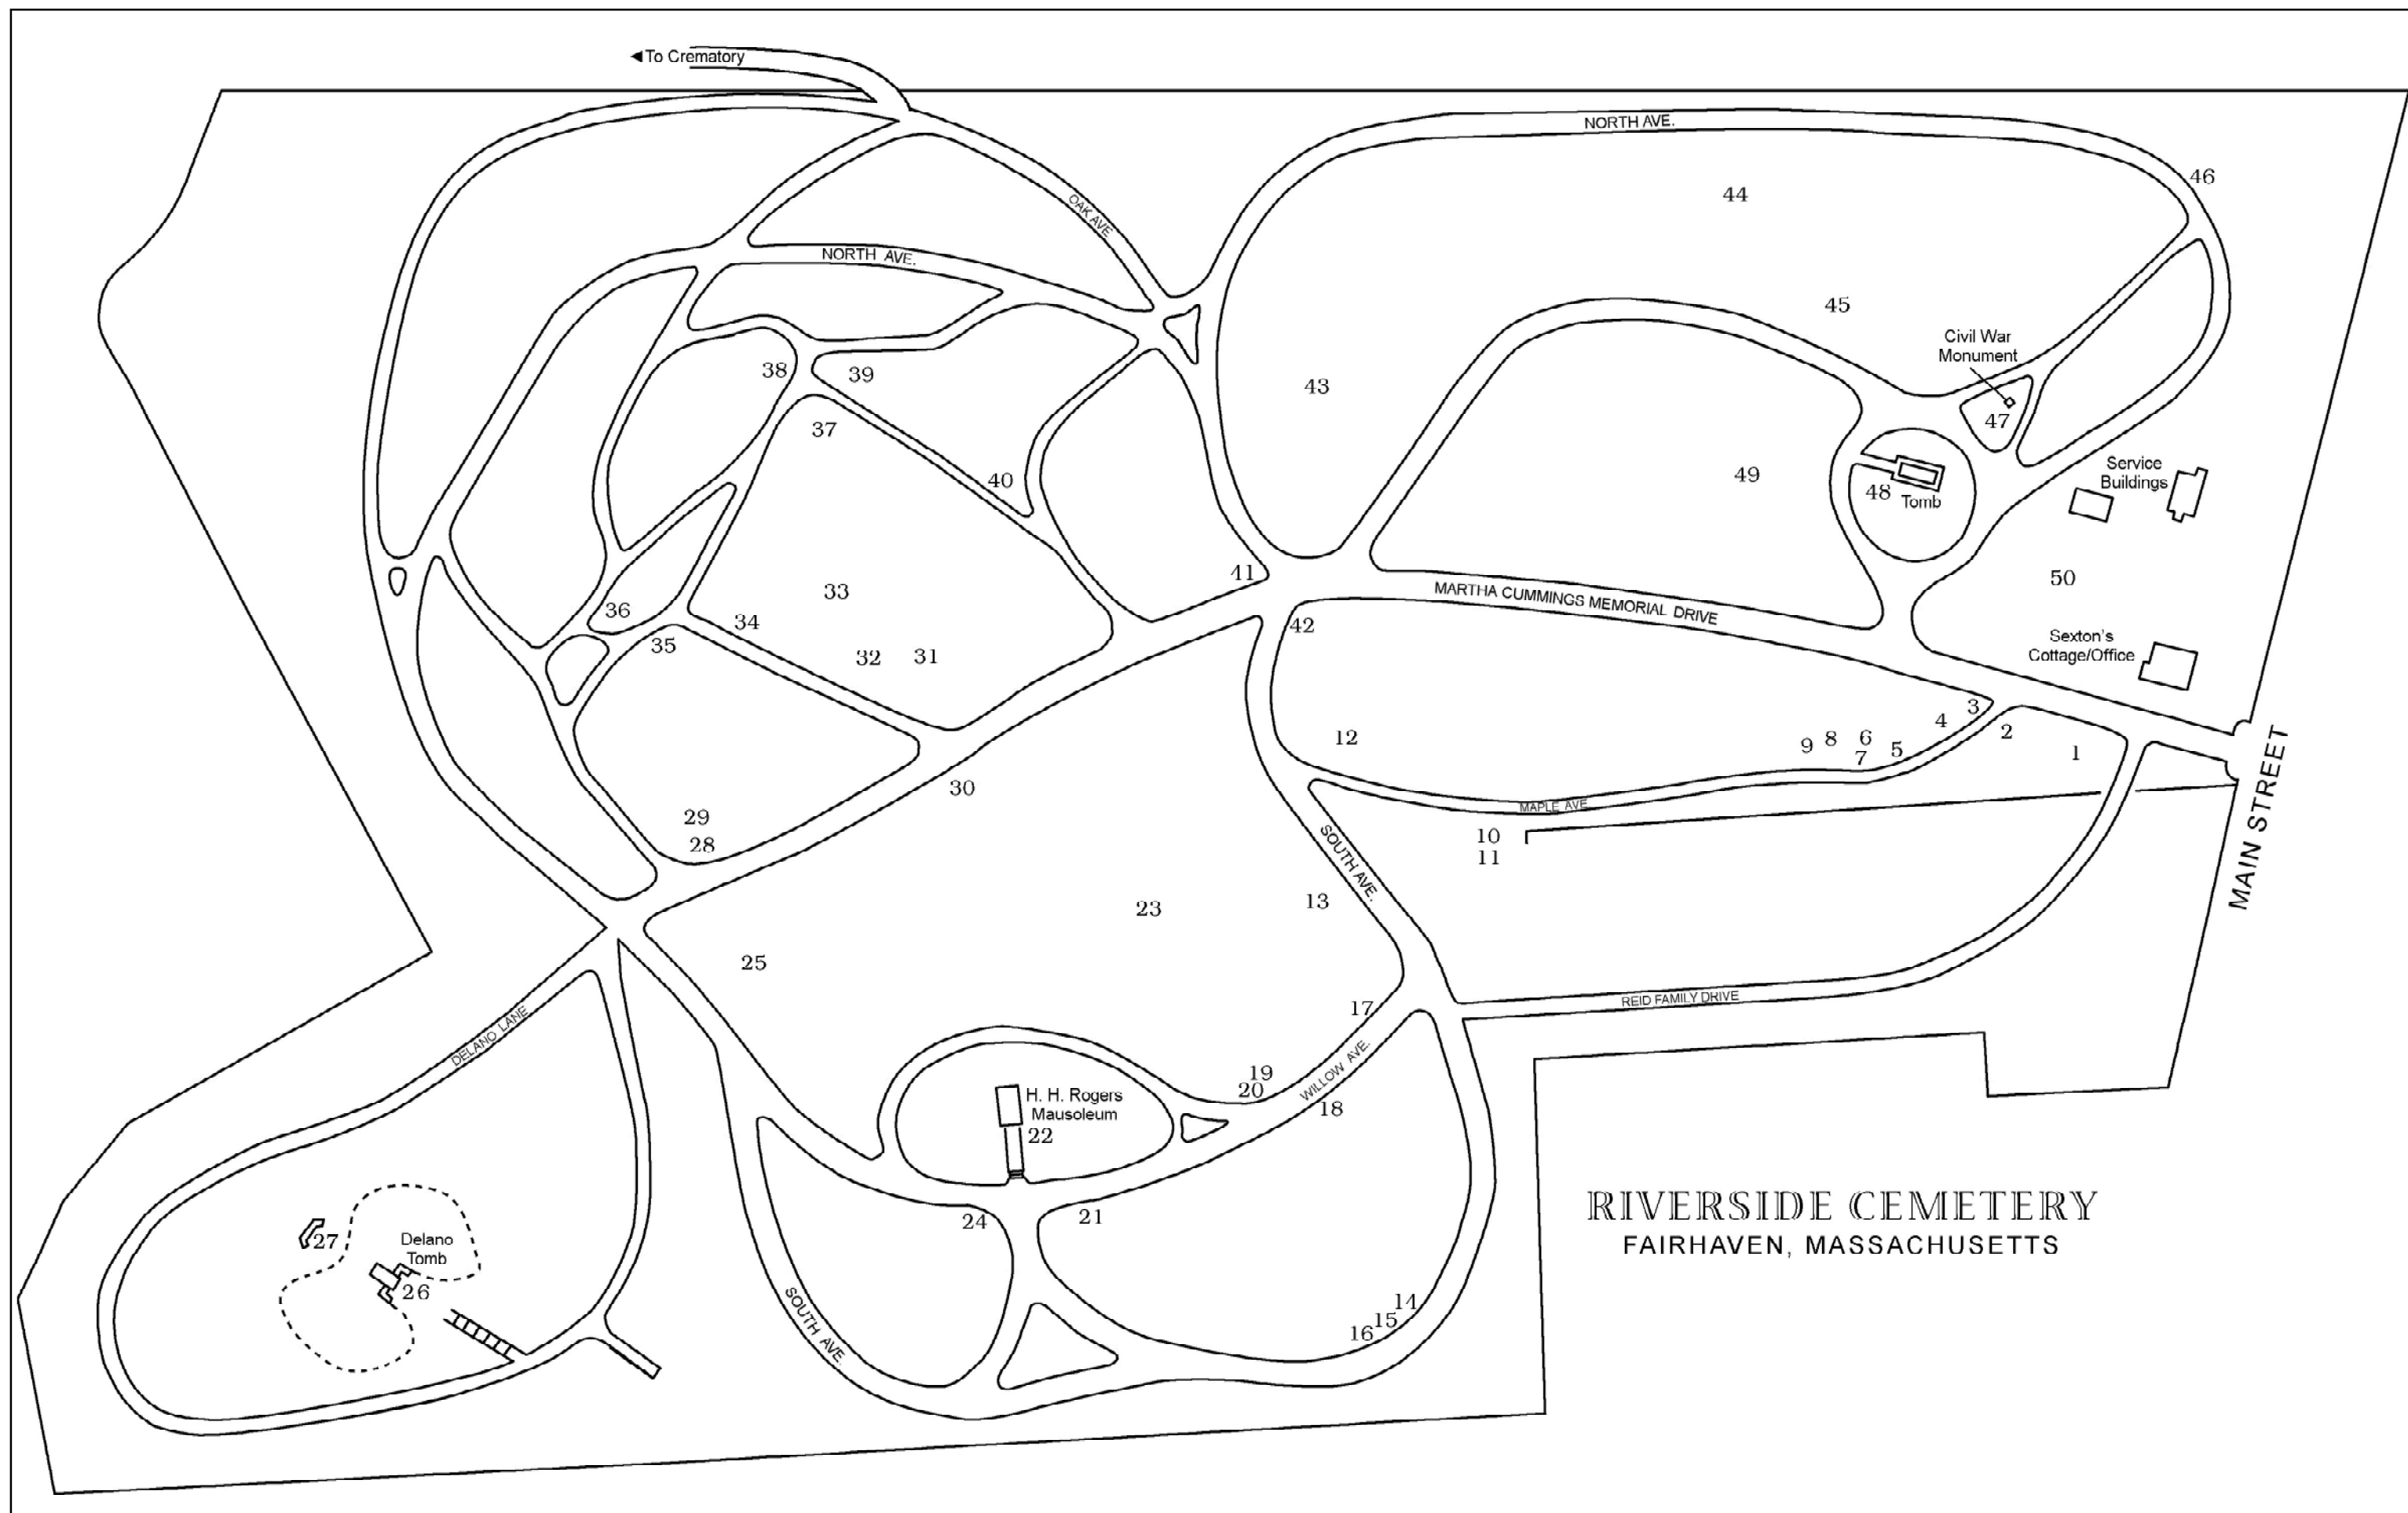 ◄To Crematory
NORTH AVE.
46
44
OAK AVE.
NORTH AVE.
45
Civil War
Monument
38
39
43
47
37
Service
Buildings
40
49
48
Tomb
41
50
33
MARTHA CUMMINGS MEMORIAL DRIVE
36
34
42
35
32
31
Sexton's
Cottage/Office
3
4
2
12
9
8
6
7
5
1
30
MAPLE AVE.
MAIN STREET
29
28
10
11
SOUTH AVE.
13
23
25
17
REID FAMILY DRIVE
DELANO LANE
19
20
WILLOW AVE.
18
H. H. Rogers
Mausoleum
22
24
21
27
Delano
Tomb
26
RIVERSIDE CEMETERY
FAIRHAVEN, MASSACHUSETTS
14
15
16
SOUTH AVE.